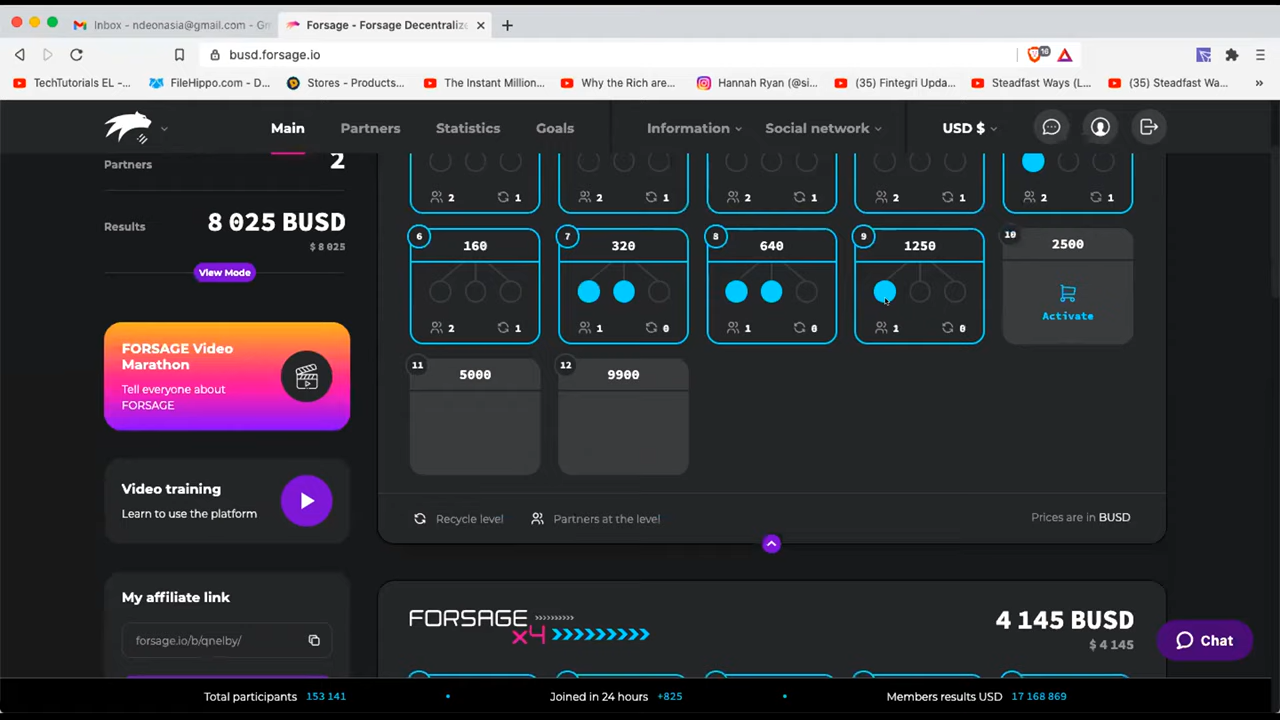 Inbox - ndeonasia@gmail.com - Gm
Forsage - Forsage Decentralize
busd.forsage.io
16
TechTutorials EL –...
FileHippo.com - D...
Stores - Products...
The Instant Million...
Why the Rich are...
Hannah Ryan (@si...
(35) Fintegri Upda...
Steadfast Ways (L...
(35) Steadfast Wa...
Main
Partners
Statistics
Goals
Information
Social network
USD $
Partners 2
Results 8 025 BUSD
$ 8 025
View Mode
FORSAGE Video
Marathon
Tell everyone about
FORSAGE
Video training
Learn to use the platform
My affiliate link
forsage.io/b/qnelby/
2 1
2 1
2 1
2 1
2 1
6 160
2 1
7 320
1 0
8 640
1 0
9 1250
1 0
10 2500
Activate
11 5000
12 9900
Recycle level
Partners at the level
Prices are in BUSD
FORSAGE
x4
4 145 BUSD
$ 4 145
Chat
Total participants 153 141
Joined in 24 hours +825
Members results USD 17 168 869